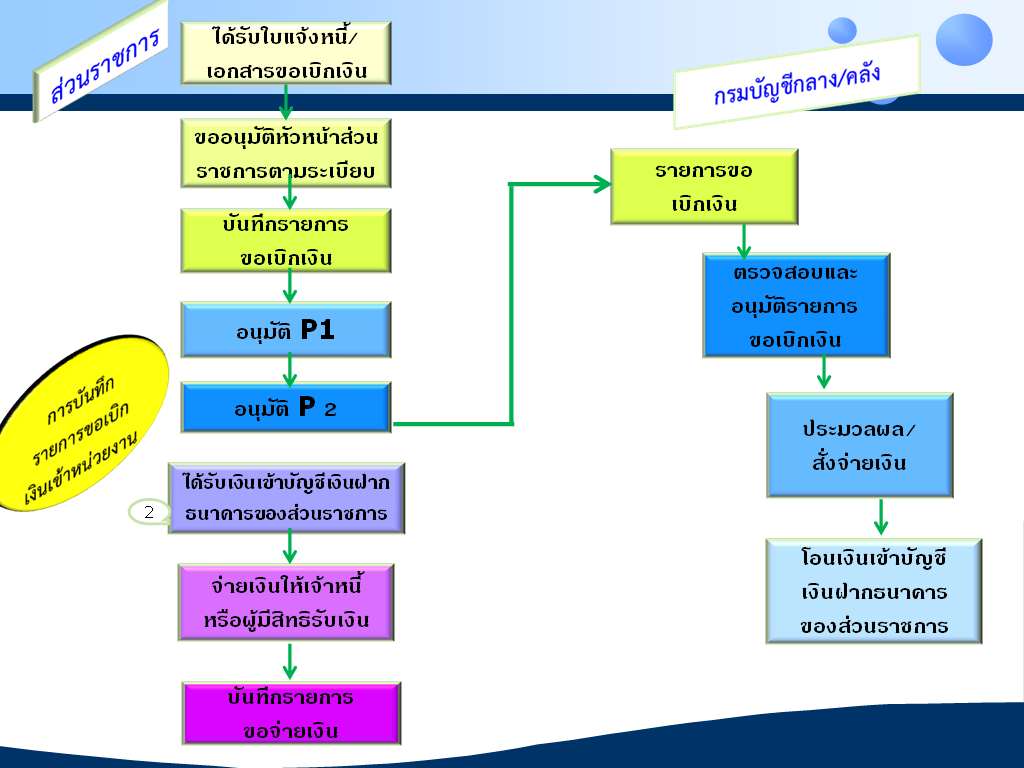 ส่วนราชการ
ได้รับใบแจ้งหนี้/
เอกสารขอเบิกเงิน
ขออนุมัติหัวหน้าส่วน
ราชการตามระเบียบ
บันทึกรายการ
ขอเบิกเงิน
อนุมัติ P1
อนุมัติ P 2
การบันทึก
รายการขอเบิก
เงินเข้าหน่วยงาน
ได้รับเงินเข้าบัญชีเงินฝาก
ธนาคารของส่วนราชการ
2
จ่ายเงินให้เจ้าหนี้
หรือผู้มีสิทธิรับเงิน
บันทึกรายการ
ขอจ่ายเงิน
กรมบัญชีกลาง/คลัง
รายการขอ
เบิกเงิน
ตรวจสอบและ
อนุมัติรายการ
ขอเบิกเงิน
ประมวลผล/
สั่งจ่ายเงิน
โอนเงินเข้าบัญชี
เงินฝากธนาคาร
ของส่วนราชการ